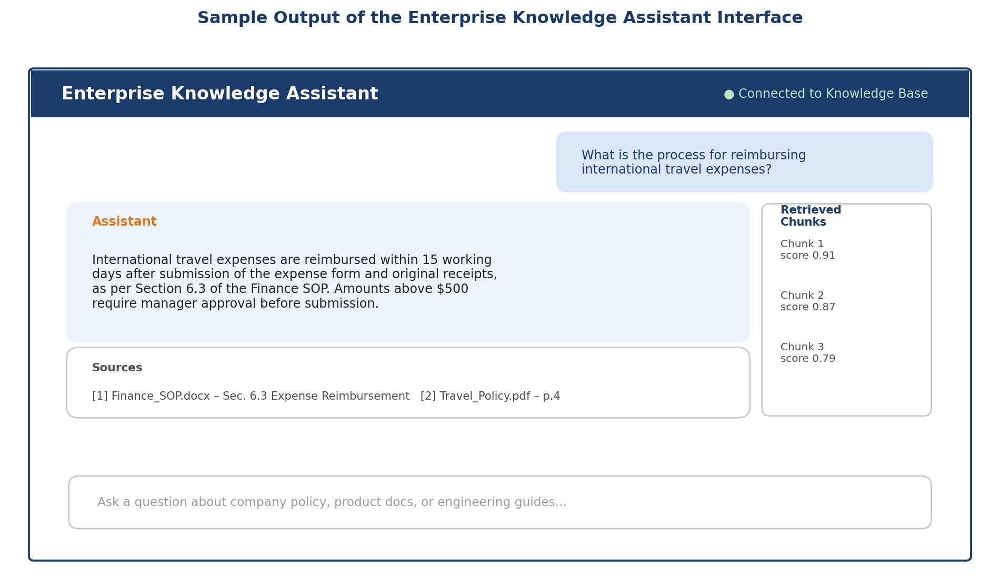 Sample Output of the Enterprise Knowledge Assistant Interface
Enterprise Knowledge Assistant
● Connected to Knowledge Base
What is the process for reimbursing
international travel expenses?
Assistant
International travel expenses are reimbursed within 15 working
days after submission of the expense form and original receipts,
as per Section 6.3 of the Finance SOP. Amounts above $500
require manager approval before submission.
Sources
[1] Finance_SOP.docx – Sec. 6.3 Expense Reimbursement   [2] Travel_Policy.pdf – p.4
Retrieved
Chunks
Chunk 1
score 0.91
Chunk 2
score 0.87
Chunk 3
score 0.79
Ask a question about company policy, product docs, or engineering guides...